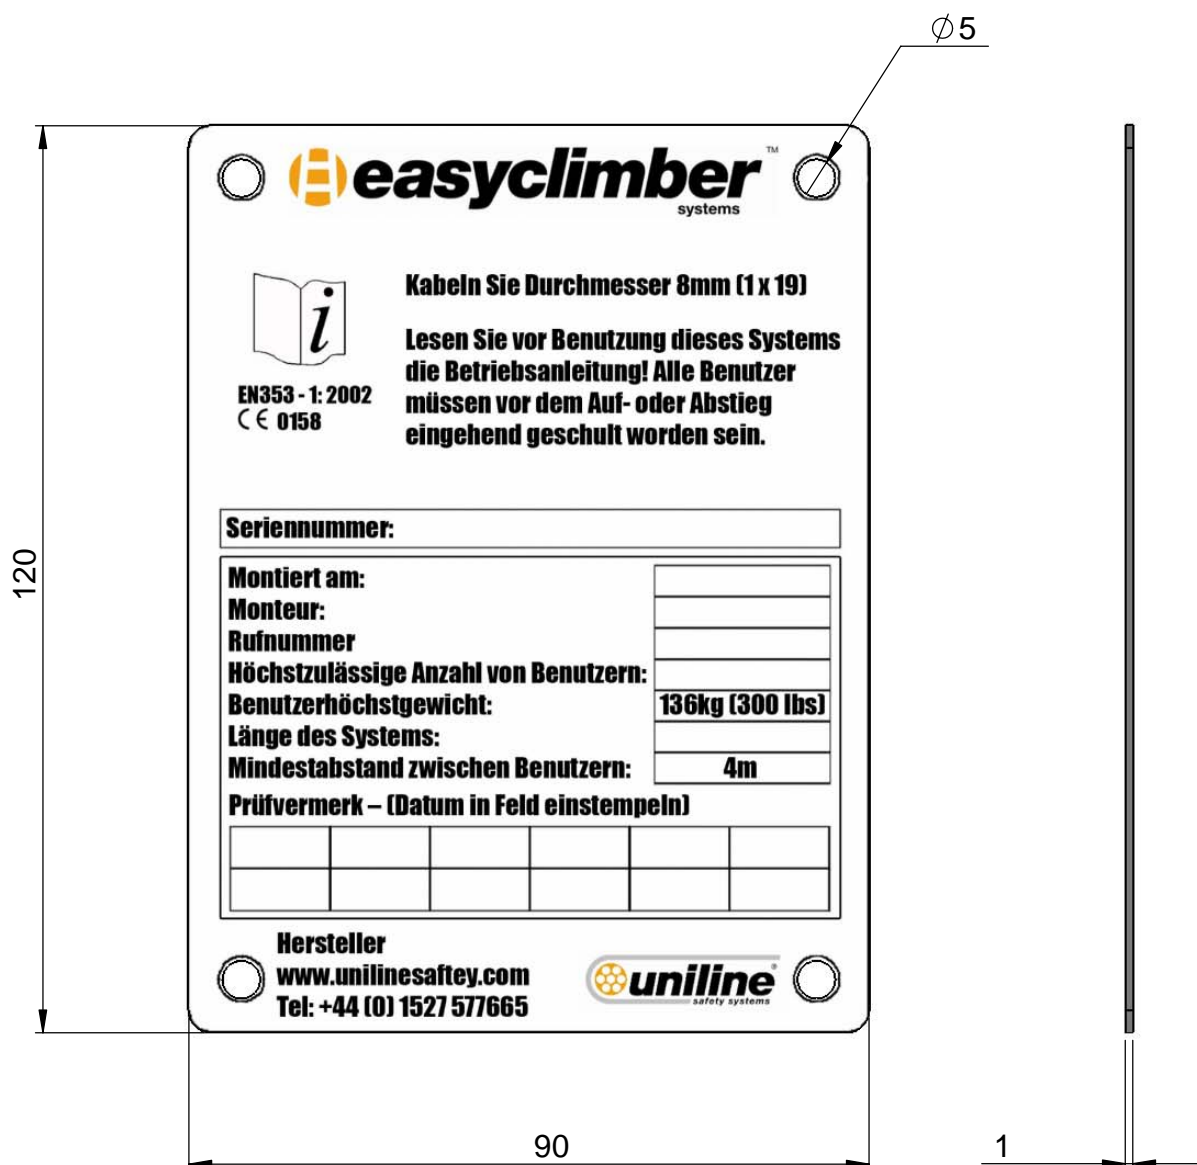 ⌀5
easyclimber™
systems
Kabeln Sie Durchmesser 8mm (1 x 19)
Lesen Sie vor Benutzung dieses Systems
die Betriebsanleitung! Alle Benutzer
müssen vor dem Auf- oder Abstieg
eingehend geschult worden sein.
i
EN353 - 1: 2002
CE 0158
Seriennummer:
Montiert am:
Monteur:
Rufnummer
Höchstzulässige Anzahl von Benutzern:
Benutzerhöchstgewicht: 136kg (300 lbs)
Länge des Systems:
Mindestabstand zwischen Benutzern: 4m
Prüfvermerk – (Datum in Feld einstempeln)
Hersteller
www.unilinesaftey.com
Tel: +44 (0) 1527 577665
uniline®
safety systems
120
90
1